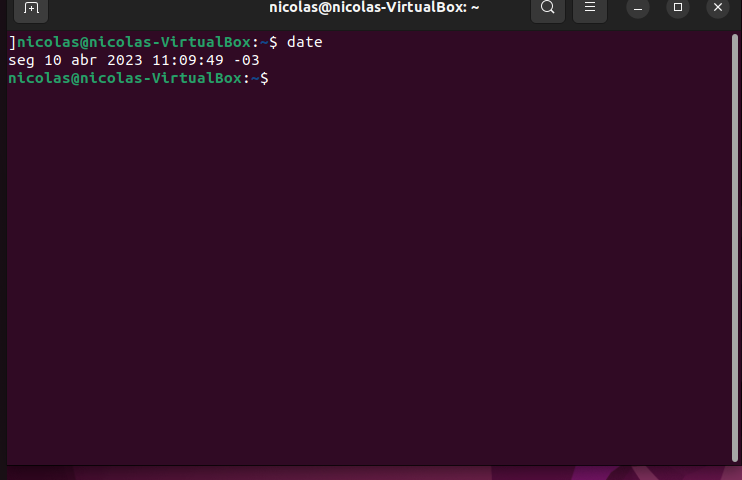 nicolas@nicolas-VirtualBox: ~
]nicolas@nicolas-VirtualBox:~$ date
seg 10 abr 2023 11:09:49 -03
nicolas@nicolas-VirtualBox:~$